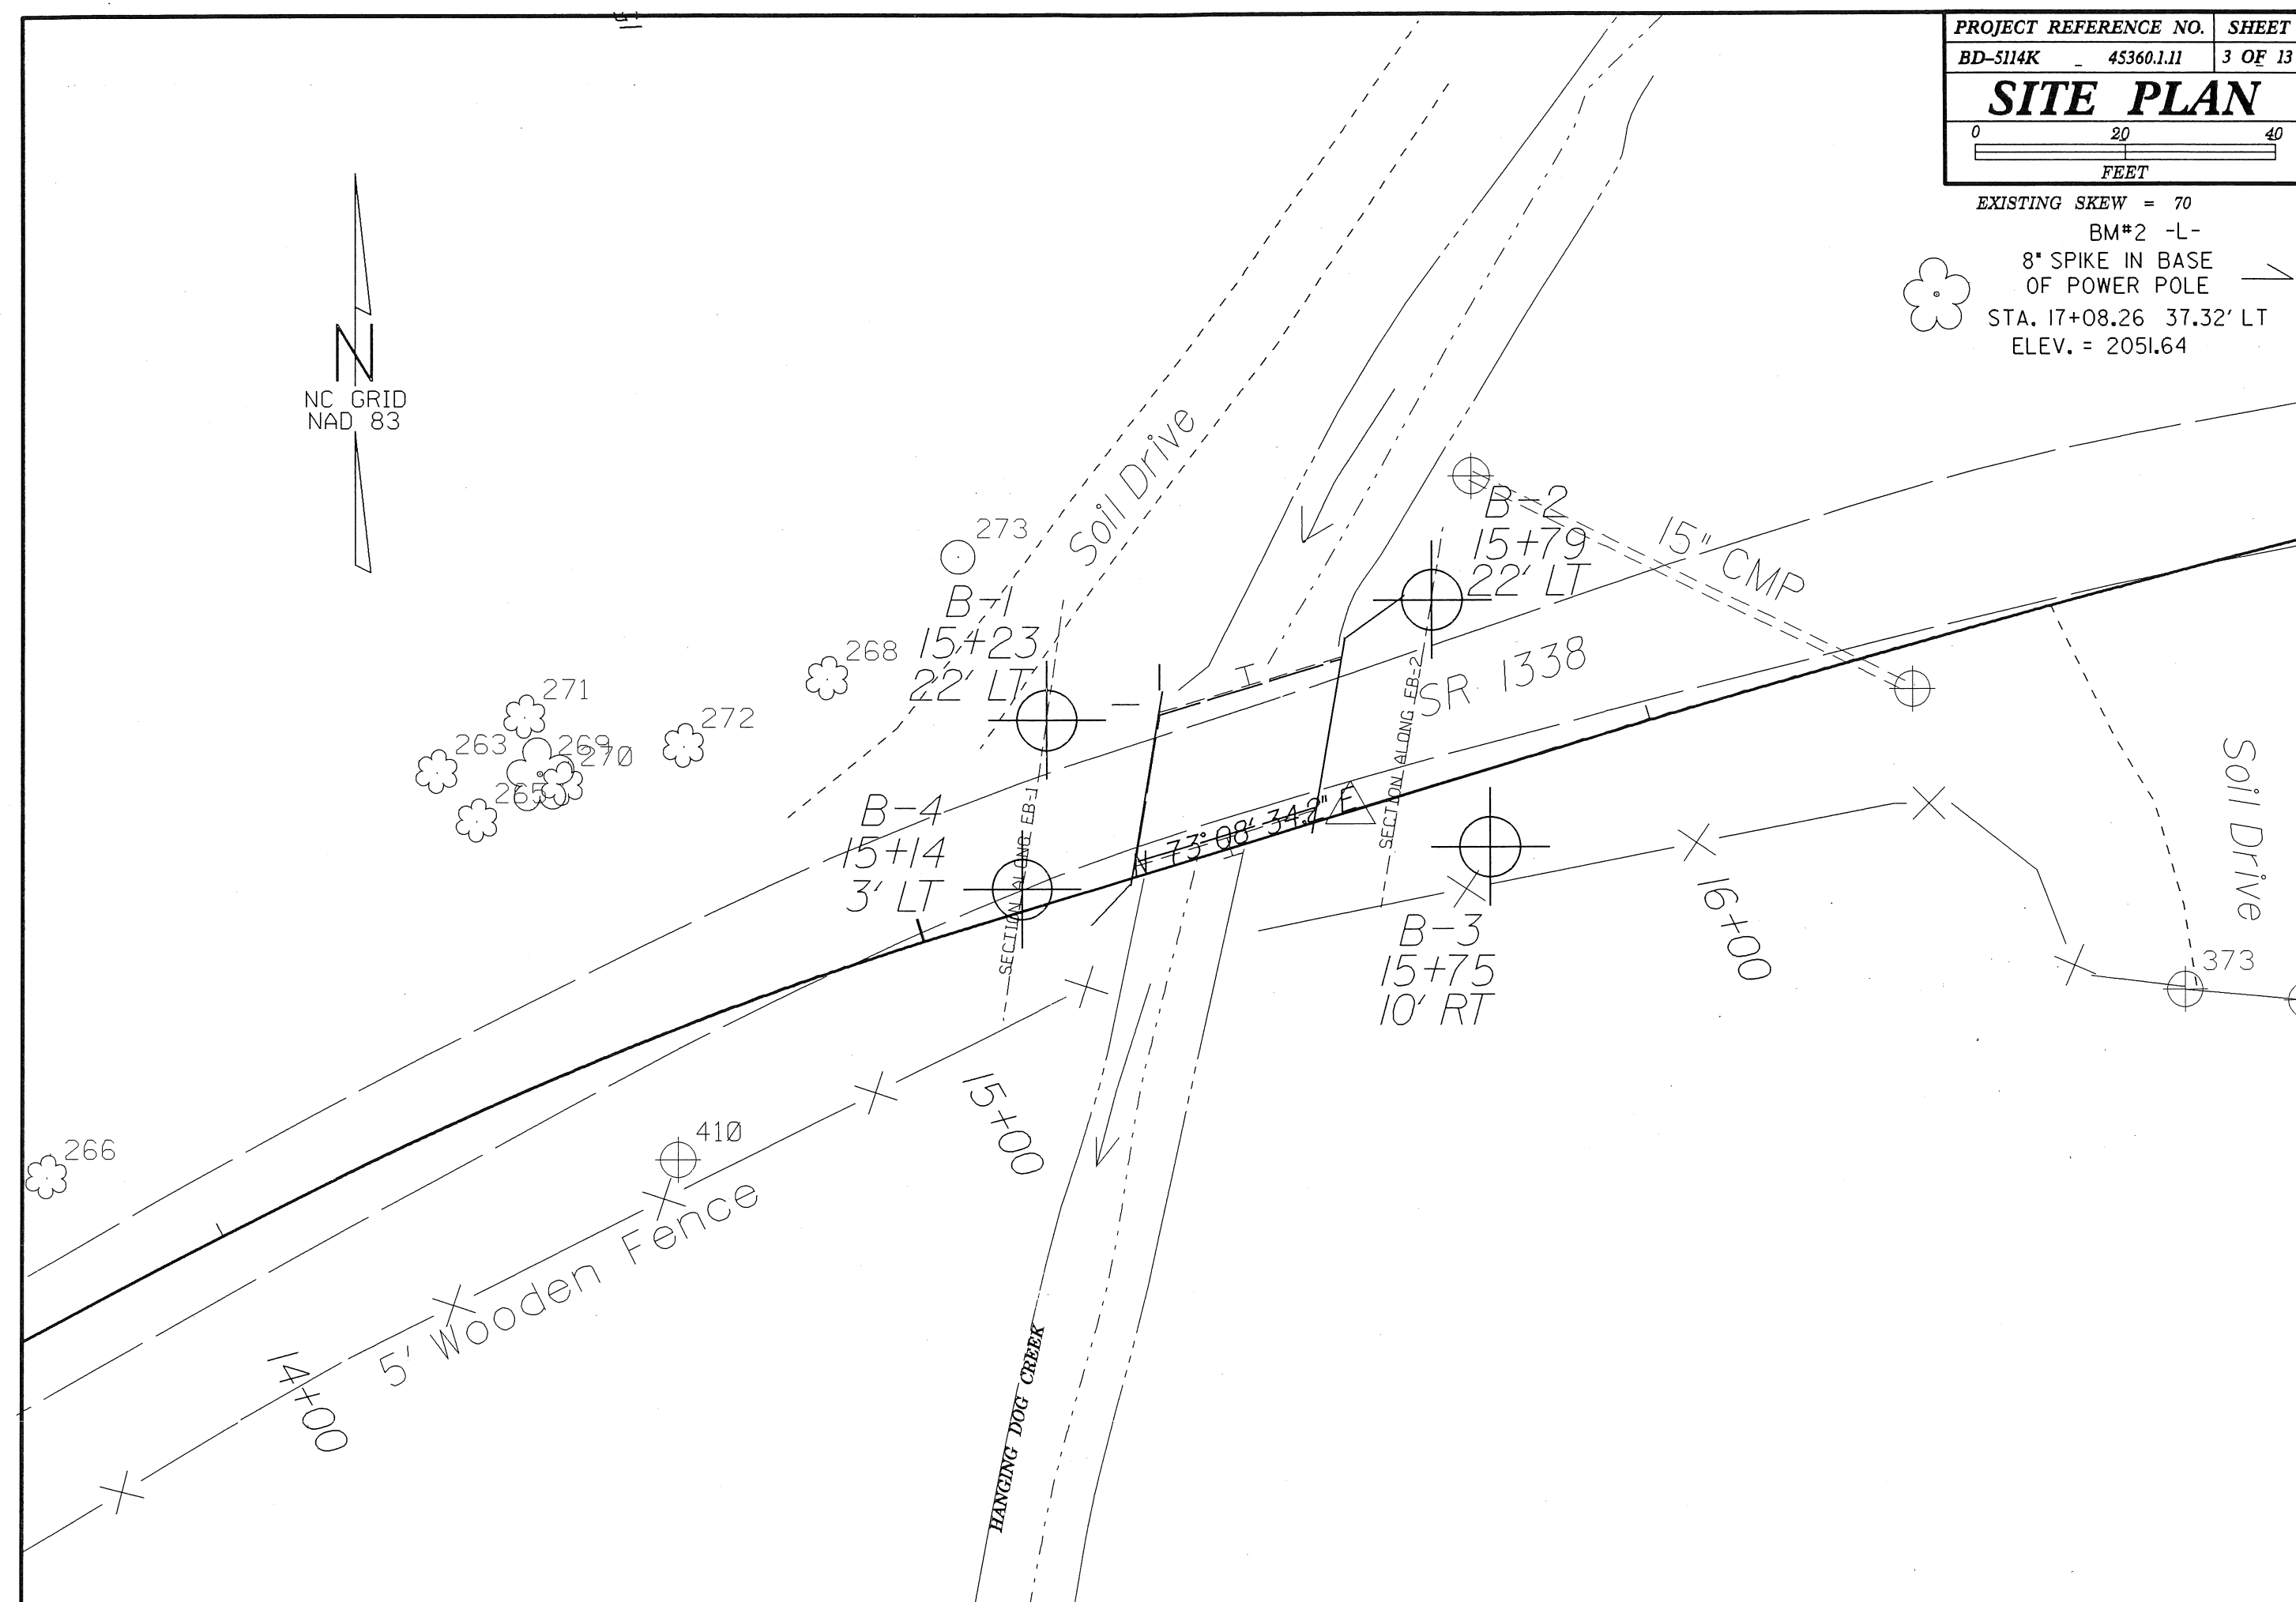 PROJECT REFERENCE NO. SHEET
BD-5114K _ 45360.1.11 3 OF 13
SITE PLAN
0 20 40
FEET
EXISTING SKEW = 70
BM#2 -L-
8" SPIKE IN BASE
OF POWER POLE
STA. 17+08.26 37.32' LT
ELEV. = 2051.64
N
NC GRID
NAD 83
Soil Drive
273
B-1
15+23
22' LT
B-2
15+79
22' LT
15" CMP
268
271
272
263
269
270
265
SR 1338
SECTION ALONG EB-1
SECTION ALONG EB-2
B-4
15+14
3' LT
N 73° 08' 34.2" E
B-3
15+75
10' RT
16+00
Soil Drive
373
15+00
410
266
5' Wooden Fence
14+00
HANGING DOG CREEK